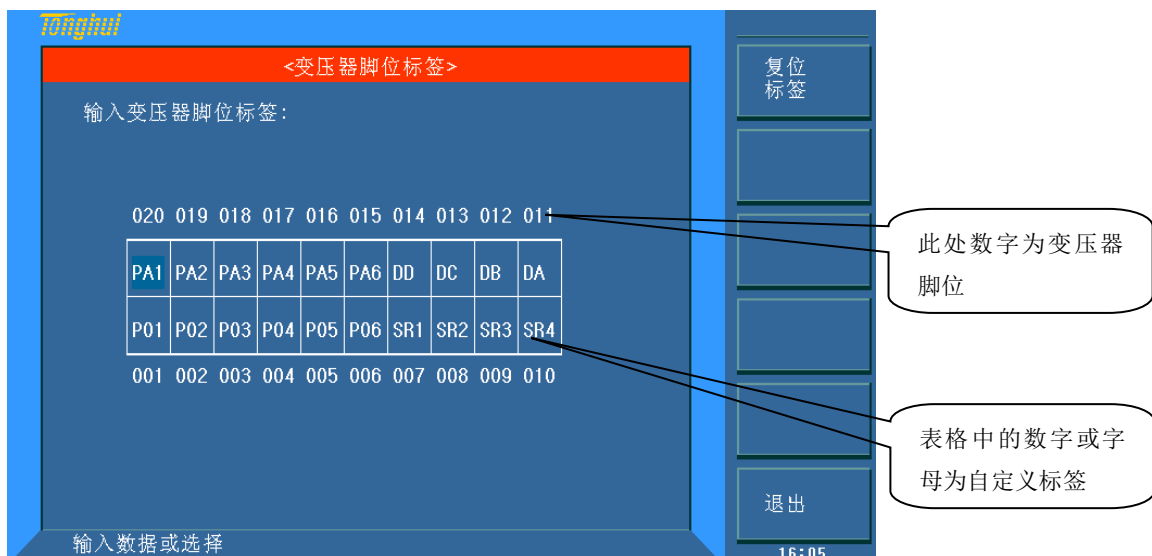 Tonghui
<变压器脚位标签>
输入变压器脚位标签:
020 019 018 017 016 015 014 013 012 011
PA1 PA2 PA3 PA4 PA5 PA6 DD DC DB DA
P01 P02 P03 P04 P05 P06 SR1 SR2 SR3 SR4
001 002 003 004 005 006 007 008 009 010
输入数据或选择
复位
标签
退出
16:05
此处数字为变压器
脚位
表格中的数字或字
母为自定义标签